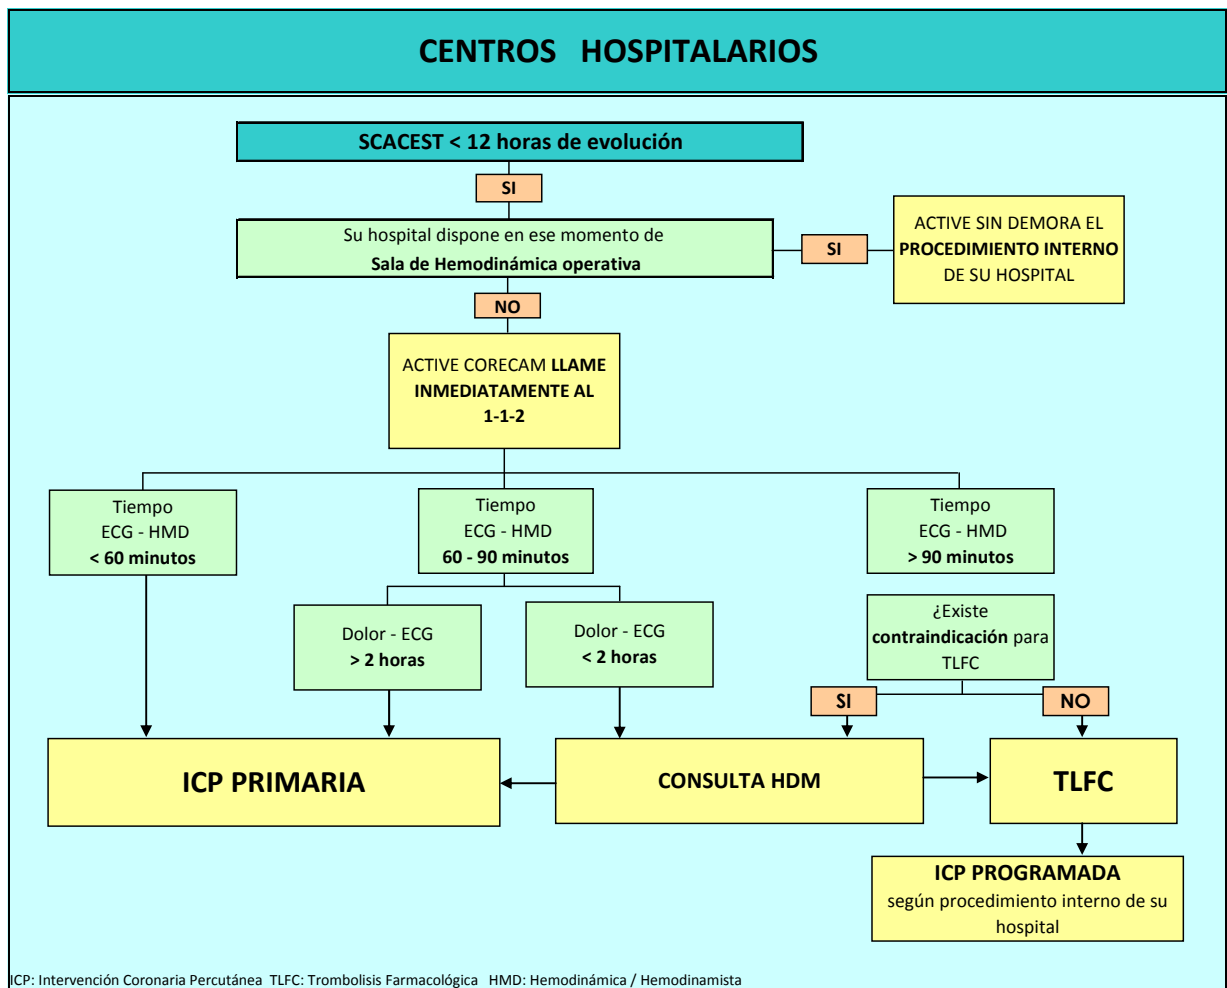 CENTROS HOSPITALARIOS
SCACEST < 12 horas de evolución
SI
Su hospital dispone en ese momento de
Sala de Hemodinámica operativa
SI
ACTIVE SIN DEMORA EL
PROCEDIMIENTO INTERNO
DE SU HOSPITAL
NO
ACTIVE CORECAM LLAME
INMEDIATAMENTE AL
1-1-2
Tiempo
ECG - HMD
< 60 minutos
Tiempo
ECG - HMD
60 - 90 minutos
Tiempo
ECG - HMD
> 90 minutos
Dolor - ECG
> 2 horas
Dolor - ECG
< 2 horas
¿Existe
contraindicación para
TLFC
SI
NO
ICP PRIMARIA
CONSULTA HDM
TLFC
ICP PROGRAMADA
según procedimiento interno de su
hospital
ICP: Intervención Coronaria Percutánea TLFC: Trombolisis Farmacológica HMD: Hemodinámica / Hemodinamista